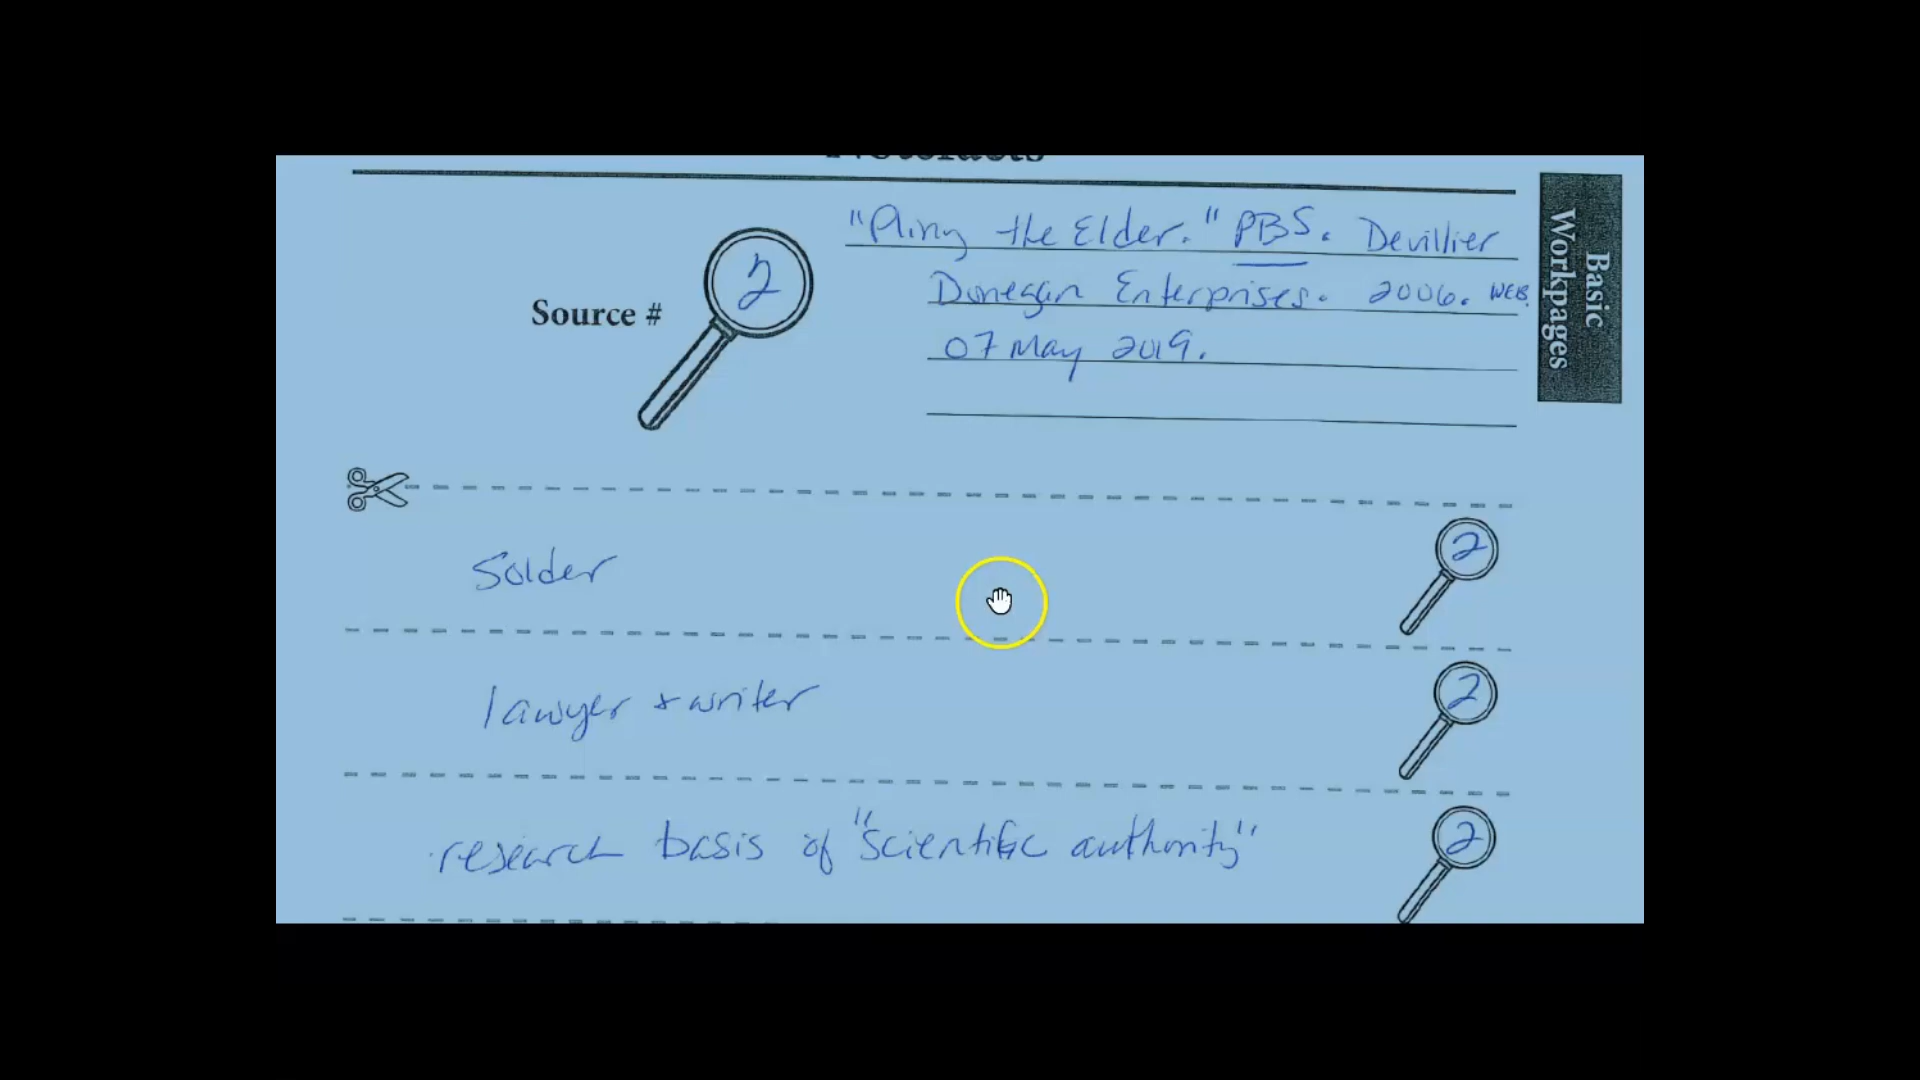 Notefacts
"Pliny the Elder." PBS. Devillier
Donegan Enterprises. 2006. WEB.
07 May 2019.
Source #
2
Basic
Workpages
Solder
2
lawyer + writer
2
research basis of "scientific authority"
2